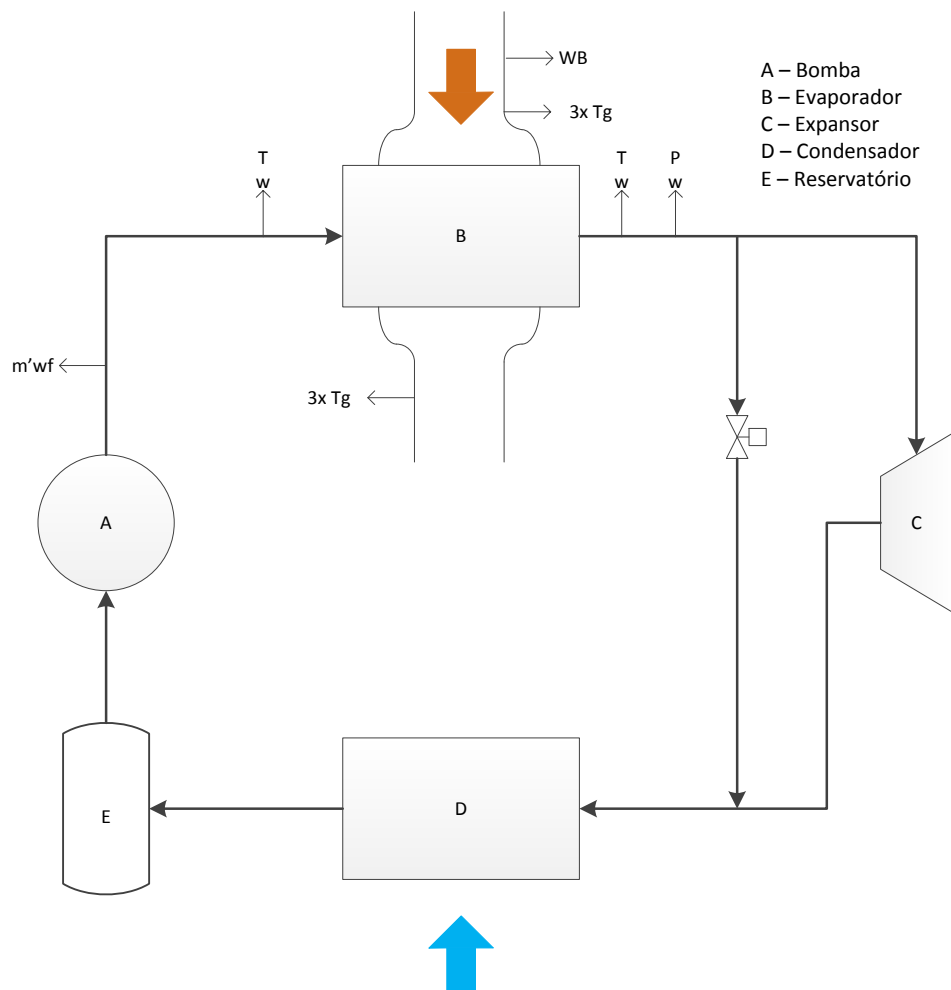 WB
A – Bomba
B – Evaporador
C – Expansor
D – Condensador
E – Reservatório
3x Tg
T
w
T
w
P
w
B
m'wf
3x Tg
A
C
E
D